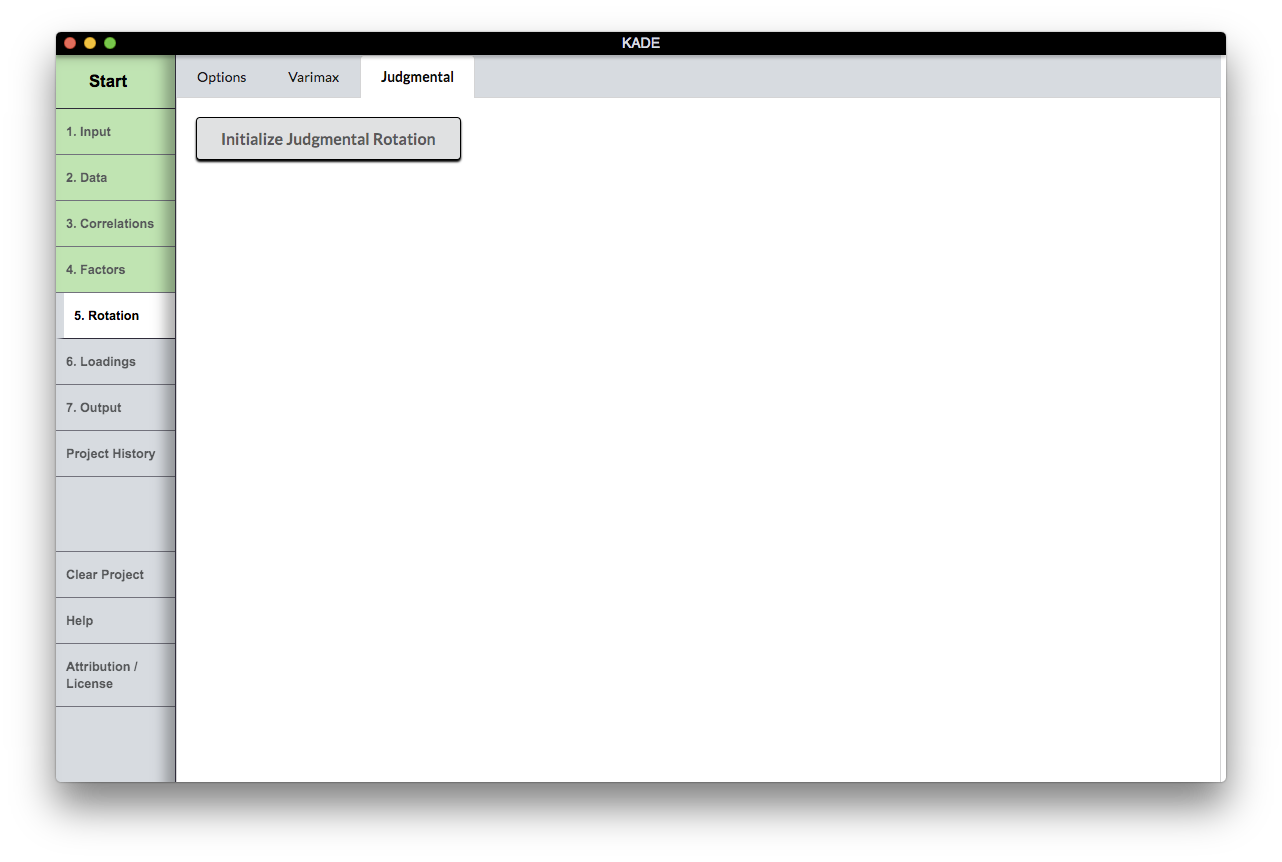 KADE
Start
Options
Varimax
Judgmental
Initialize Judgmental Rotation
1. Input
2. Data
3. Correlations
4. Factors
5. Rotation
6. Loadings
7. Output
Project History
Clear Project
Help
Attribution /
License